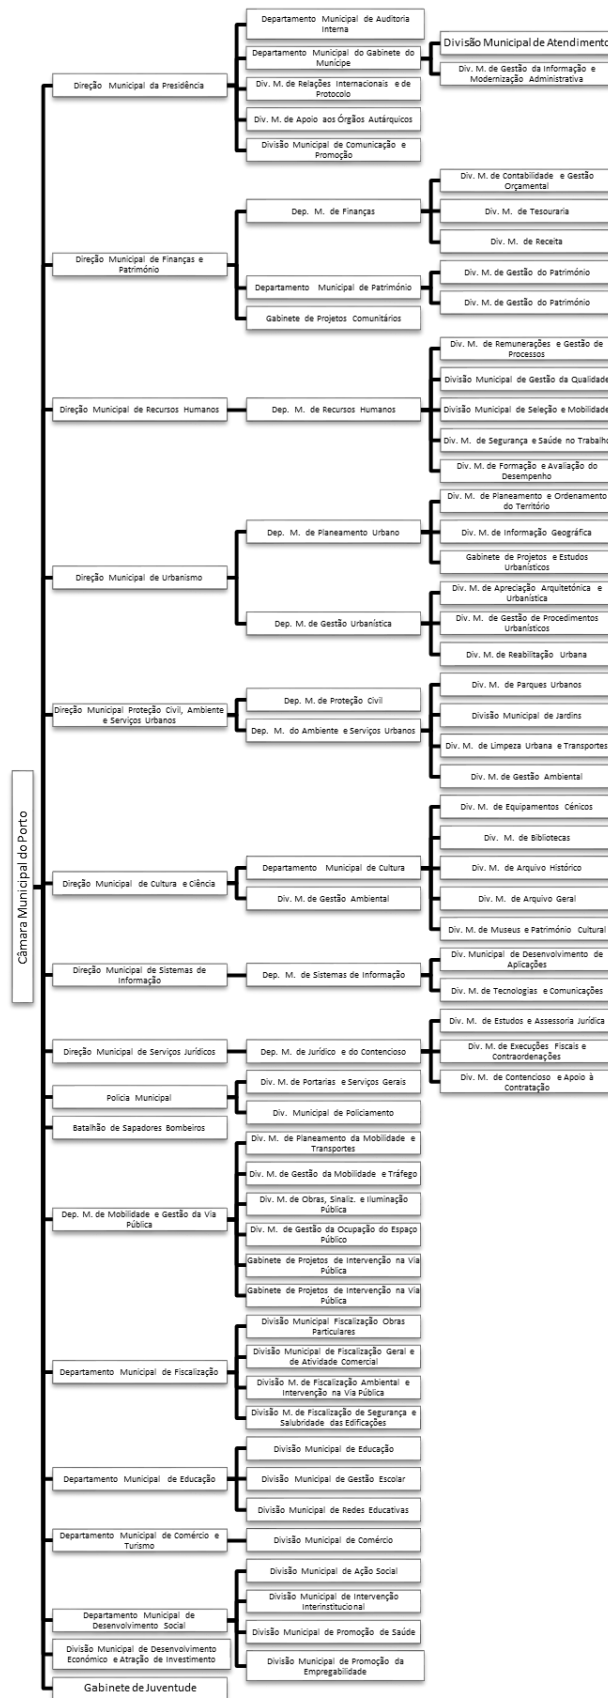 Câmara Municipal do Porto
Direção Municipal da Presidência
Departamento Municipal de Auditoria
Interna
Departamento Municipal do Gabinete do
Munícipe
Divisão Municipal de Atendimento
Div. M. de Gestão da Informação e
Modernização Administrativa
Div. M. de Relações Internacionais e de
Protocolo
Div. M. de Apoio aos Órgãos Autárquicos
Divisão Municipal de Comunicação e
Promoção
Direção Municipal de Finanças e
Património
Dep. M. de Finanças
Div. M. de Contabilidade e Gestão
Orçamental
Div. M. de Tesouraria
Div. M. de Receita
Departamento Municipal de Património
Div. M. de Gestão do Património
Div. M. de Gestão do Património
Gabinete de Projetos Comunitários
Direção Municipal de Recursos Humanos
Dep. M. de Recursos Humanos
Div. M. de Remunerações e Gestão de
Processos
Divisão Municipal de Gestão da Qualidade
Divisão Municipal de Seleção e Mobilidade
Div. M. de Segurança e Saúde no Trabalho
Div. M. de Formação e Avaliação do
Desempenho
Direção Municipal de Urbanismo
Dep. M. de Planeamento Urbano
Div. M. de Planeamento e Ordenamento
do Território
Div. M. de Informação Geográfica
Gabinete de Projetos e Estudos
Urbanísticos
Dep. M. de Gestão Urbanística
Div. M. de Apreciação Arquitetónica e
Urbanística
Div. M. de Gestão de Procedimentos
Urbanísticos
Div. M. de Reabilitação Urbana
Direção Municipal Proteção Civil, Ambiente
e Serviços Urbanos
Dep. M. de Proteção Civil
Dep. M. do Ambiente e Serviços Urbanos
Div. M. de Parques Urbanos
Divisão Municipal de Jardins
Div. M. de Limpeza Urbana e Transportes
Div. M. de Gestão Ambiental
Direção Municipal de Cultura e Ciência
Departamento Municipal de Cultura
Div. M. de Equipamentos Cénicos
Div. M. de Bibliotecas
Div. M. de Arquivo Histórico
Div. M. de Arquivo Geral
Div. M. de Museus e Património Cultural
Div. M. de Gestão Ambiental
Direção Municipal de Sistemas de
Informação
Dep. M. de Sistemas de Informação
Div. Municipal de Desenvolvimento de
Aplicações
Div. M. de Tecnologias e Comunicações
Direção Municipal de Serviços Jurídicos
Dep. M. de Jurídico e do Contencioso
Div. M. de Estudos e Assessoria Jurídica
Div. M. de Execuções Fiscais e
Contraordenações
Div. M. de Contencioso e Apoio à
Contratação
Policia Municipal
Div. M. de Portarias e Serviços Gerais
Div. Municipal de Policiamento
Batalhão de Sapadores Bombeiros
Dep. M. de Mobilidade e Gestão da Via
Pública
Div. M. de Planeamento da Mobilidade e
Transportes
Div. M. de Gestão da Mobilidade e Tráfego
Div. M. de Obras, Sinaliz. e Iluminação
Pública
Div. M. de Gestão da Ocupação do Espaço
Público
Gabinete de Projetos de Intervenção na Via
Pública
Gabinete de Projetos de Intervenção na Via
Pública
Departamento Municipal de Fiscalização
Divisão Municipal Fiscalização Obras
Particulares
Divisão Municipal de Fiscalização Geral e
de Atividade Comercial
Divisão M. de Fiscalização Ambiental e
Intervenção na Via Pública
Divisão M. de Fiscalização de Segurança e
Salubridade das Edificações
Departamento Municipal de Educação
Divisão Municipal de Educação
Divisão Municipal de Gestão Escolar
Divisão Municipal de Redes Educativas
Departamento Municipal de Comércio e
Turismo
Divisão Municipal de Comércio
Departamento Municipal de
Desenvolvimento Social
Divisão Municipal de Ação Social
Divisão Municipal de Intervenção
Interinstitucional
Divisão Municipal de Promoção de Saúde
Divisão Municipal de Promoção da
Empregabilidade
Divisão Municipal de Desenvolvimento
Económico e Atração de Investimento
Gabinete de Juventude